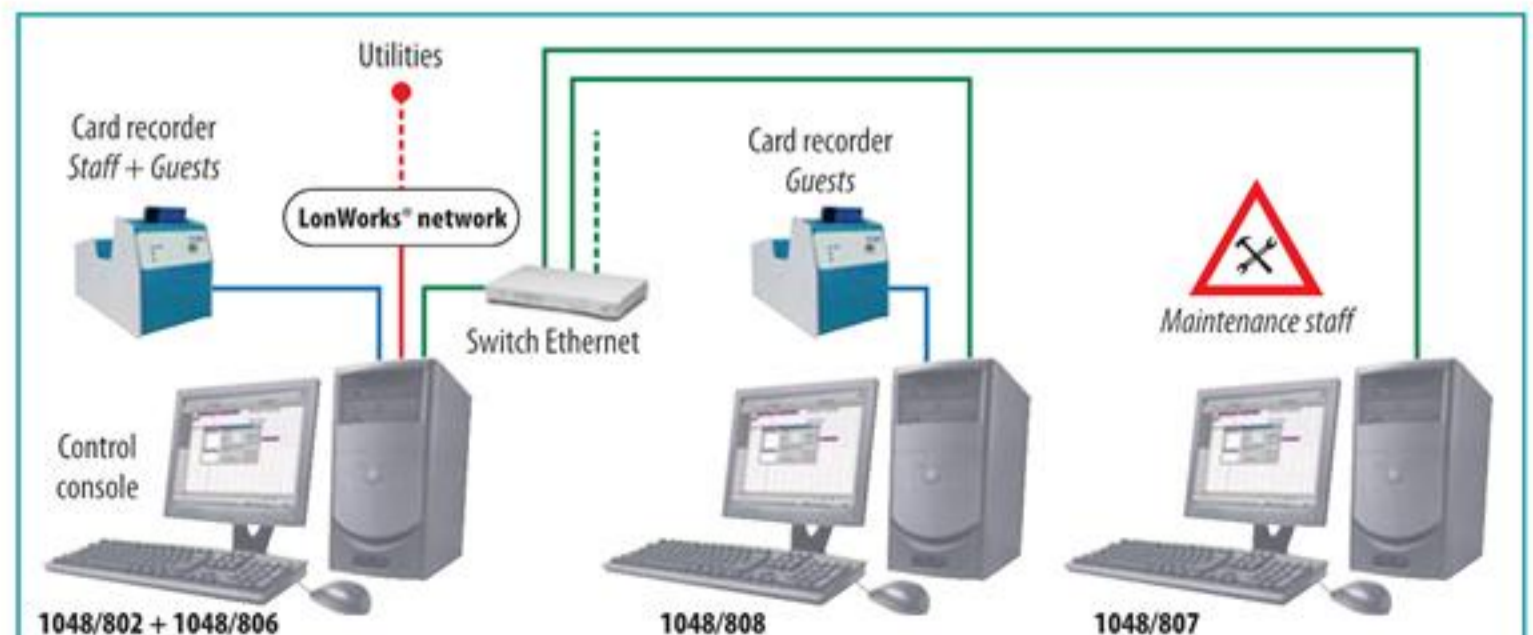 Utilities
Card recorder
Staff + Guests
LonWorks® network
Switch Ethernet
Card recorder
Guests
Maintenance staff
Control
console
1048/802 + 1048/806
1048/808
1048/807